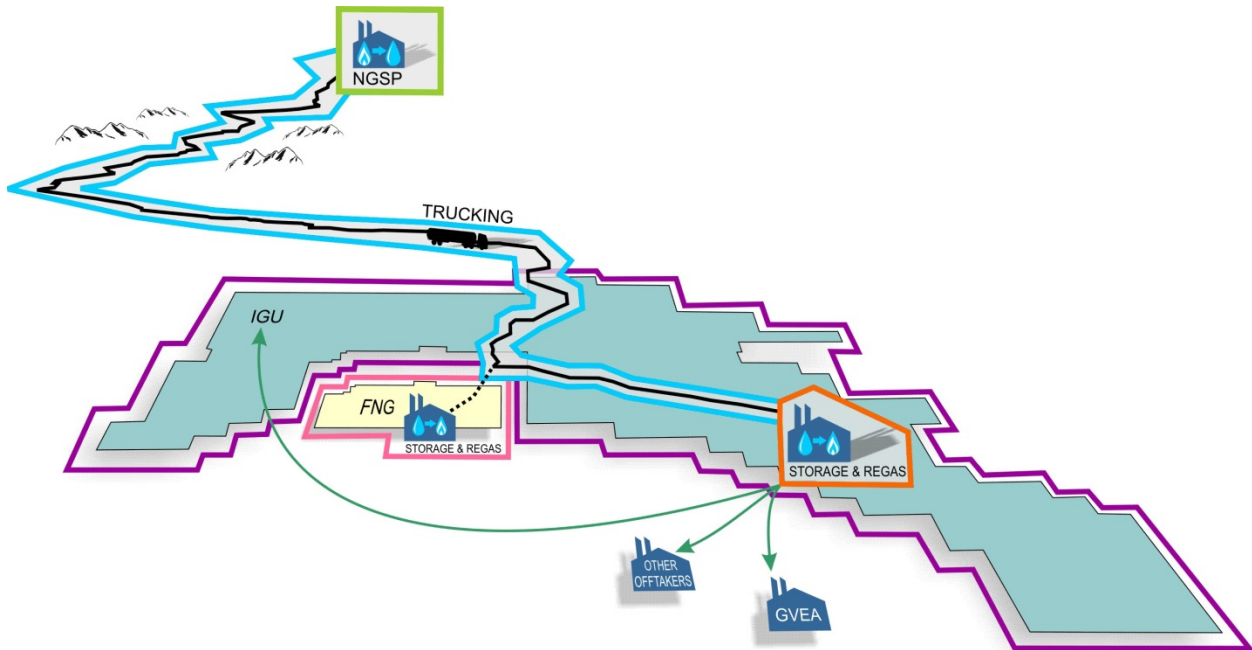 NGSP
TRUCKING
IGU
FNG
STORAGE & REGAS
STORAGE & REGAS
OTHER
OFFTAKERS
GVEA